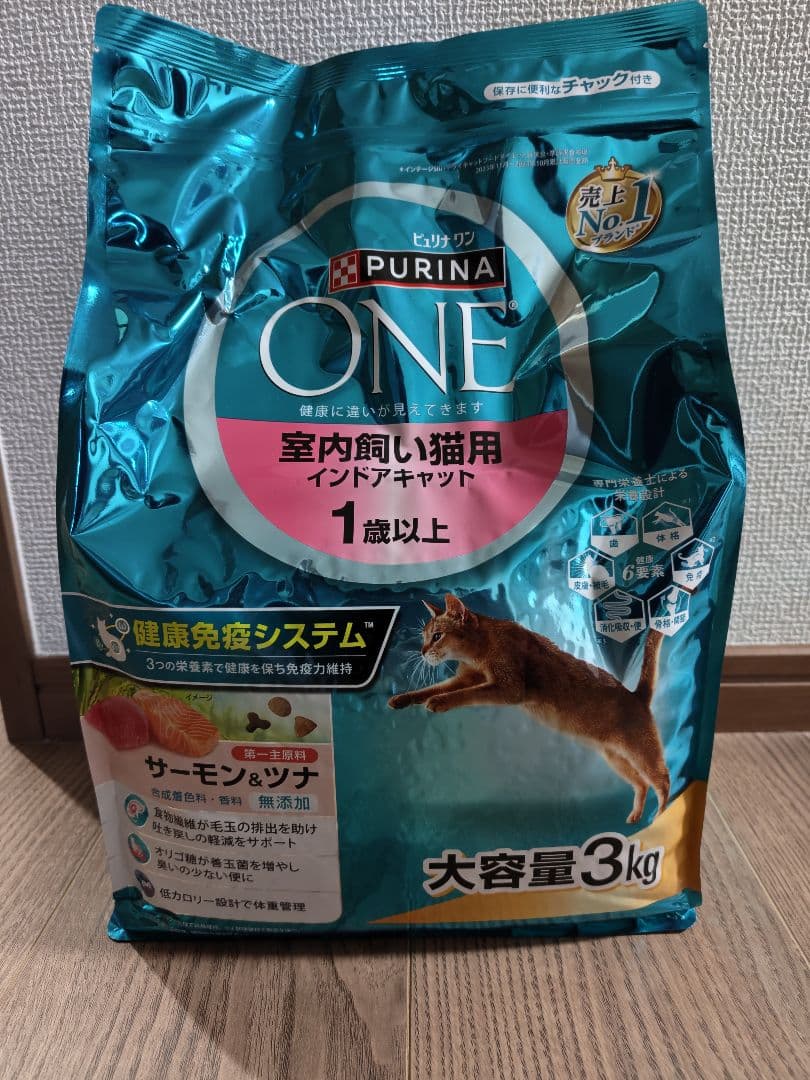 保存に便利なチャック付き
売上
No.1
ブランド*
ピュリナ ワン
PURINA
ONE®
健康に違いが見えてきます
室内飼い猫用
インドアキャット
1歳以上
専門栄養士による
栄養設計
歯
体格
健康
6要素
皮膚・被毛
免疫
消化吸収・便
骨格・関節
健康免疫システム™
3つの栄養素で健康を保ち免疫力維持
イメージ
第一主原料
サーモン&ツナ
合成着色料・香料 無添加
食物繊維が毛玉の排出を助け
吐き戻しの軽減をサポート
オリゴ糖が善玉菌を増やし
臭いの少ない便に
低カロリー設計で体重管理
大容量3kg